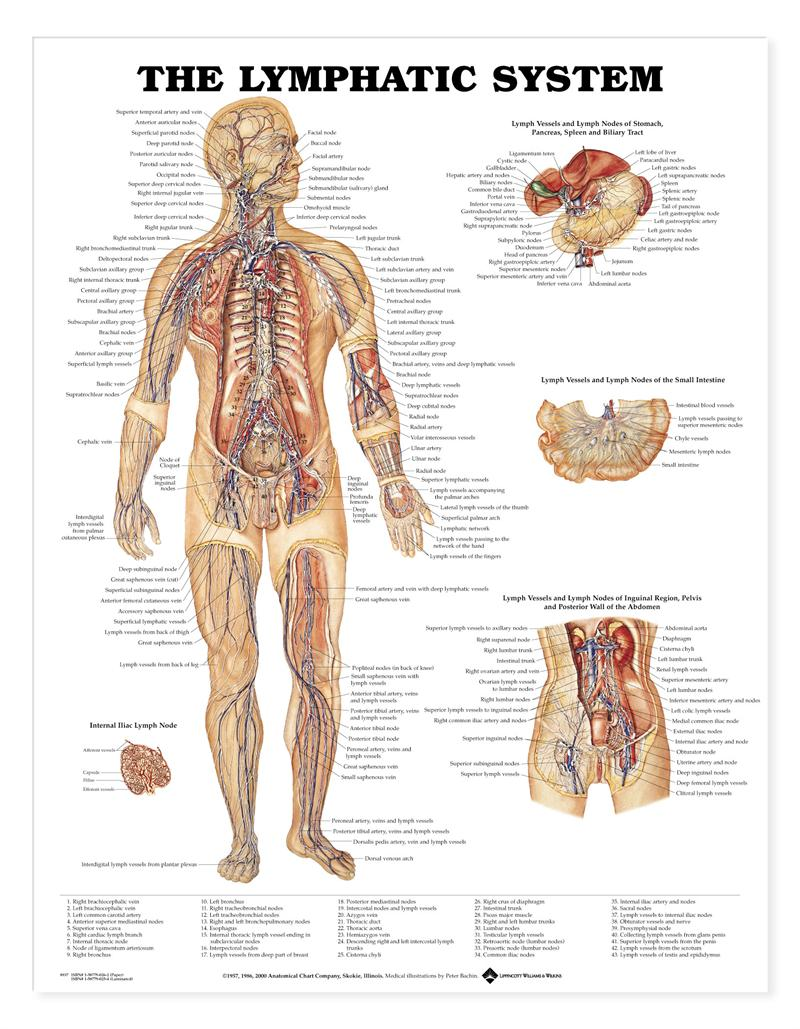 THE LYMPHATIC SYSTEM
Superior temporal artery and vein
Anterior auricular nodes
Superficial parotid nodes
Deep parotid node
Posterior auricular nodes
Parotid salivary node
Occipital nodes
Superior deep cervical nodes
Right internal jugular vein
Superior deep cervical nodes
Inferior deep cervical nodes
Right jugular trunk
Right subclavian trunk
Right bronchomediastinal trunk
Deltopectoral nodes
Subclavian axillary group
Right internal thoracic trunk
Central axillary group
Pectoral axillary group
Brachial artery
Subscapular axillary group
Brachial nodes
Cephalic vein
Anterior axillary group
Superficial lymph vessels
Basilic vein
Supratrochlear nodes
Cephalic vein
Node of
Cloquet
Superior
inguinal
nodes
Interdigital
lymph vessels
from palmar
cutaneous plexus
Deep subinguinal node
Great saphenous vein (cut)
Superficial subinguinal nodes
Anterior femoral cutaneous vein
Accessory saphenous vein
Superficial lymphatic vessels
Lymph vessels from back of thigh
Great saphenous vein
Lymph vessels from back of leg
Interdigital lymph vessels from plantar plexus
Facial node
Buccal node
Facial artery
Supramandibular node
Submandibular nodes
Submandibular (salivary) gland
Submental nodes
Omohyoid muscle
Inferior deep cervical nodes
Prelaryngeal nodes
Left jugular trunk
Thoracic duct
Left subclavian trunk
Left subclavian artery and vein
Subclavian axillary group
Left bronchomediastinal trunk
Pretracheal nodes
Central axillary group
Left internal thoracic trunk
Lateral axillary group
Subscapular axillary group
Pectoral axillary group
Brachial artery, veins and deep lymphatic vessels
Brachial node
Deep lymphatic vessels
Supratrochlear nodes
Deep cubital nodes
Radial node
Radial artery
Volar interosseous vessels
Ulnar artery
Ulnar node
Radial node
Superior lymphatic vessels
Lymph vessels accompanying
the palmar arches
Lateral lymph vessels of the thumb
Superficial palmar arch
Lymphatic network
Lymph vessels passing to the
network of the hand
Lymph vessels of the fingers
Deep
inguinal
nodes
Profunda
femoris
Deep
lymphatic
vessels
Femoral artery and vein with deep lymphatic vessels
Great saphenous vein
Popliteal nodes (in back of knee)
Small saphenous vein with
lymph vessels
Anterior tibial artery, veins
and lymph vessels
Posterior tibial artery, veins
and lymph vessels
Anterior tibial node
Posterior tibial node
Peroneal artery, veins and
lymph vessels
Great saphenous vein
Small saphenous vein
Peroneal artery, veins and lymph vessels
Posterior tibial artery, veins and lymph vessels
Dorsalis pedis artery, vein and lymph vessels
Dorsal venous arch
Lymph Vessels and Lymph Nodes of Stomach,
Pancreas, Spleen and Biliary Tract
Ligamentum teres
Cystic node
Gallbladder
Hepatic artery and nodes
Biliary nodes
Common bile duct
Portal vein
Inferior vena cava
Gastroduodenal artery
Suprapyloric nodes
Right suprapancreatic node
Pylorus
Subpyloric nodes
Duodenum
Head of pancreas
Right gastroepiploic artery
Superior mesenteric nodes
Superior mesenteric artery and vein
Inferior vena cava
Abdominal aorta
Left lobe of liver
Paracardial nodes
Left gastric nodes
Left suprapancreatic nodes
Spleen
Splenic artery
Splenic node
Tail of pancreas
Left gastroepiploic node
Left gastroepiploic artery
Left gastric nodes
Celiac artery and node
Right gastroepiploic nodes
Jejunum
Left lumbar nodes
Lymph Vessels and Lymph Nodes of the Small Intestine
Intestinal blood vessels
Lymph vessels passing to
superior mesenteric nodes
Chyle vessels
Mesenteric lymph nodes
Small intestine
Lymph Vessels and Lymph Nodes of Inguinal Region, Pelvis
and Posterior Wall of the Abdomen
Superior lymph vessels to axillary nodes
Right suprarenal node
Right lumbar trunk
Intestinal trunk
Right ovarian artery and vein
Ovarian lymph vessels
to lumbar nodes
Right lumbar nodes
Superior lymph vessels to inguinal nodes
Right common iliac artery and nodes
Superior inguinal nodes
Superior subinguinal nodes
Superior lymph vessels
Abdominal aorta
Diaphragm
Cisterna chyli
Left lumbar trunk
Renal lymph vessels
Superior mesenteric artery
Left lumbar nodes
Inferior mesenteric artery and nodes
Left colic lymph vessels
Medial common iliac node
External iliac nodes
Internal iliac artery and node
Obturator node
Uterine artery and node
Deep inguinal nodes
Deep femoral lymph vessels
Clitoral lymph vessels
Internal Iliac Lymph Node
Afferent vessels
Capsule
Hilus
Efferent vessels
1. Right brachiocephalic vein
2. Left brachiocephalic vein
3. Left common carotid artery
4. Anterior superior mediastinal nodes
5. Superior vena cava
6. Right cardiac lymph branch
7. Internal thoracic node
8. Node of ligamentum arteriosum
9. Right bronchus
10. Left bronchus
11. Right tracheobronchial nodes
12. Left tracheobronchial nodes
13. Right and left bronchopulmonary nodes
14. Esophagus
15. Internal thoracic lymph vessel ending in
subclavicular nodes
16. Interpectoral nodes
17. Lymph vessels from deep part of breast
18. Posterior mediastinal nodes
19. Intercostal nodes and lymph vessels
20. Azygos vein
21. Thoracic duct
22. Thoracic aorta
23. Hemiazygos vein
24. Descending right and left intercostal lymph
trunks
25. Cisterna chyli
26. Right crus of diaphragm
27. Intestinal trunk
28. Psoas major muscle
29. Right and left lumbar trunks
30. Lumbar nodes
31. Testicular lymph vessels
32. Retroaortic node (lumbar nodes)
33. Preaortic node (lumbar nodes)
34. Common iliac nodes
35. Internal iliac artery and nodes
36. Sacral nodes
37. Lymph vessels to internal iliac nodes
38. Obturator vessels and nerve
39. Presymphysial node
40. Collecting lymph vessels from glans penis
41. Superior lymph vessels from the penis
42. Lymph vessels from the scrotum
43. Lymph vessels of testis and epididymus
©1957, 1986, 2000 Anatomical Chart Company, Skokie, Illinois. Medical illustrations by Peter Bachin.
LIPPINCOTT WILLIAMS & WILKINS